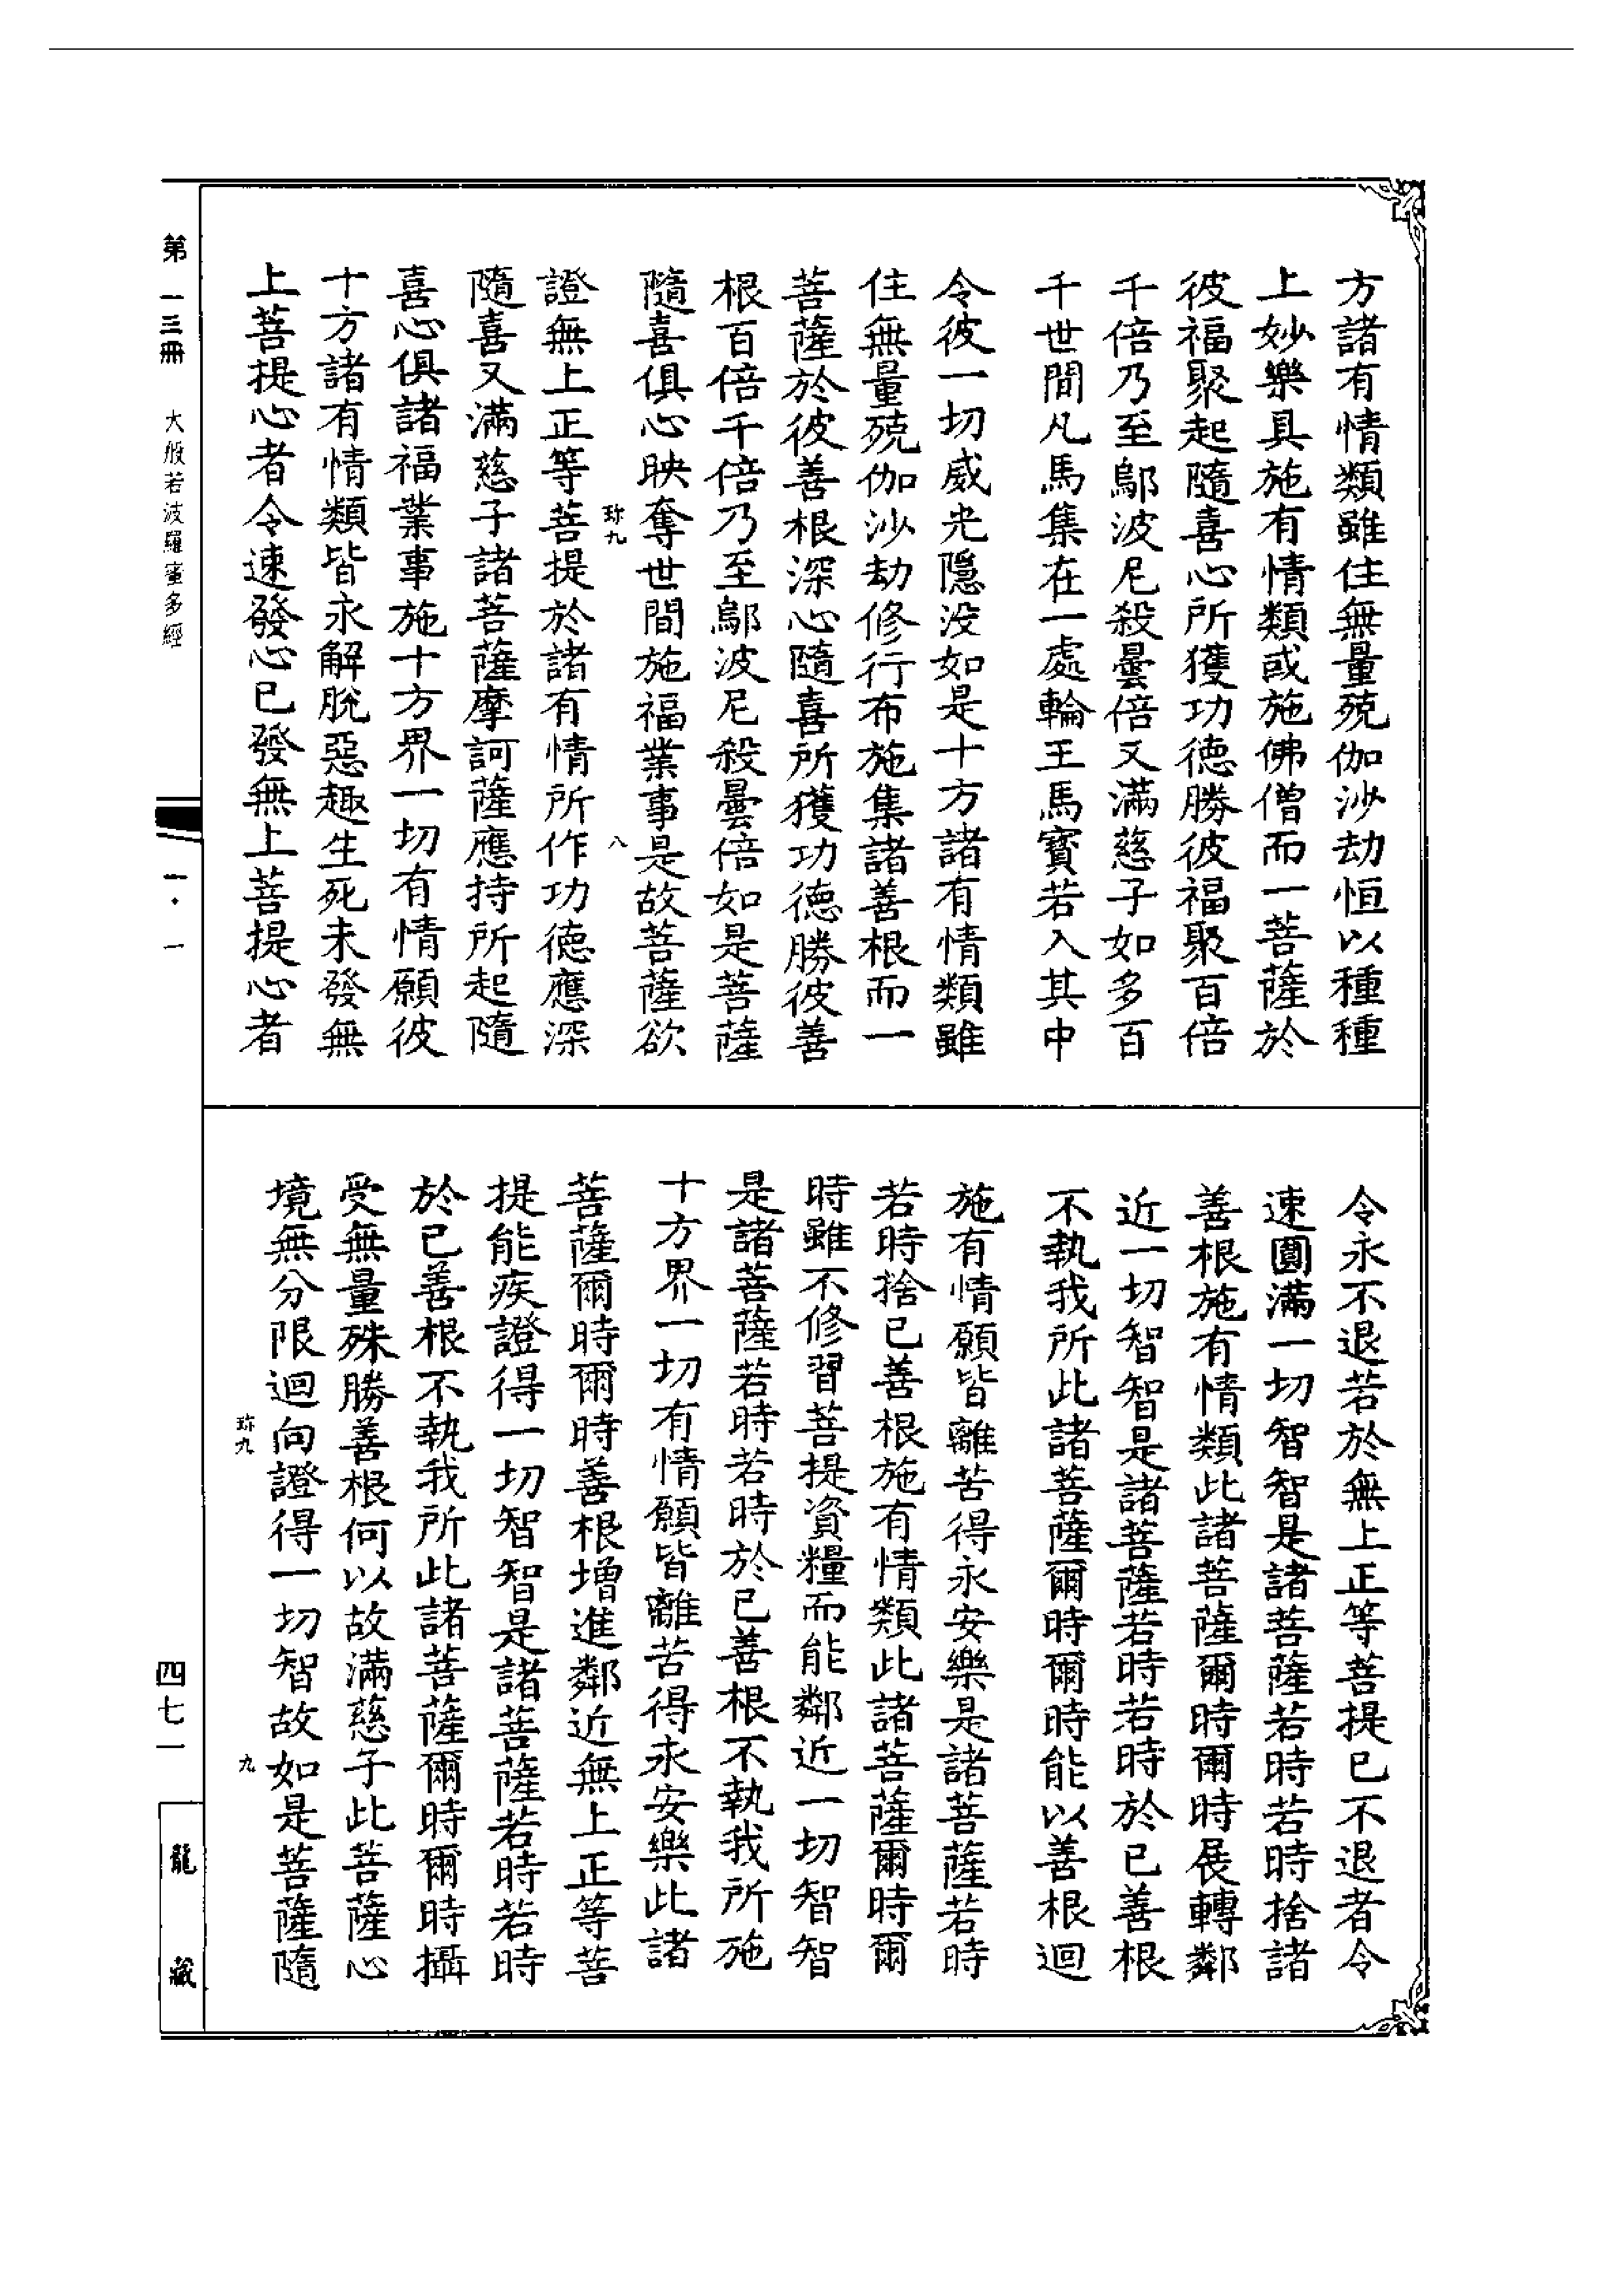 方諸有情類雖住無量殑伽沙劫恒以種種
上妙樂具施有情類或施佛僧而一菩薩於
彼福聚起隨喜心所獲功德勝彼福聚百倍
千倍乃至鄔波尼殺曇倍又滿慈子如多百
千世間凡馬集在一處輪王馬寶若入其中
令彼一切威光隱沒如是十方諸有情類雖
住無量殑伽沙劫修行布施集諸善根而一
菩薩於彼善根深心隨喜所獲功德勝彼善
根百倍千倍乃至鄔波尼殺曇倍如是菩薩
隨喜俱心映奪世間施福業事是故菩薩欲
珎九
八
證無上正等菩提於諸有情所作功德應深
隨喜又滿慈子諸菩薩摩訶薩應持所起隨
喜心俱諸福業事施十方界一切有情願彼
十方諸有情類皆永解脫惡趣生死未發無
上菩提心者令速發心已發無上菩提心者
令永不退若於無上正等菩提已不退者令
速圓滿一切智智是諸菩薩若時若時捨諸
善根施有情類此諸菩薩爾時爾時展轉鄰
近一切智智是諸菩薩若時若時於已善根
不執我所此諸菩薩爾時爾時能以善根迴
施有情願皆離苦得永安樂是諸菩薩若時
若時捨已善根施有情類此諸菩薩爾時爾
時雖不修習菩提資糧而能鄰近一切智智
是諸菩薩若時若時於已善根不執我所施
十方界一切有情願皆離苦得永安樂此諸
菩薩爾時爾時善根增進鄰近無上正等菩
提能疾證得一切智智是諸菩薩若時若時
於已善根不執我所此諸菩薩爾時爾時攝
受無量殊勝善根何以故滿慈子此菩薩心
境無分限迴向證得一切智故如是菩薩隨
珎九
九
第一三冊 大般若波羅蜜多經
一·一
四七一
龍藏